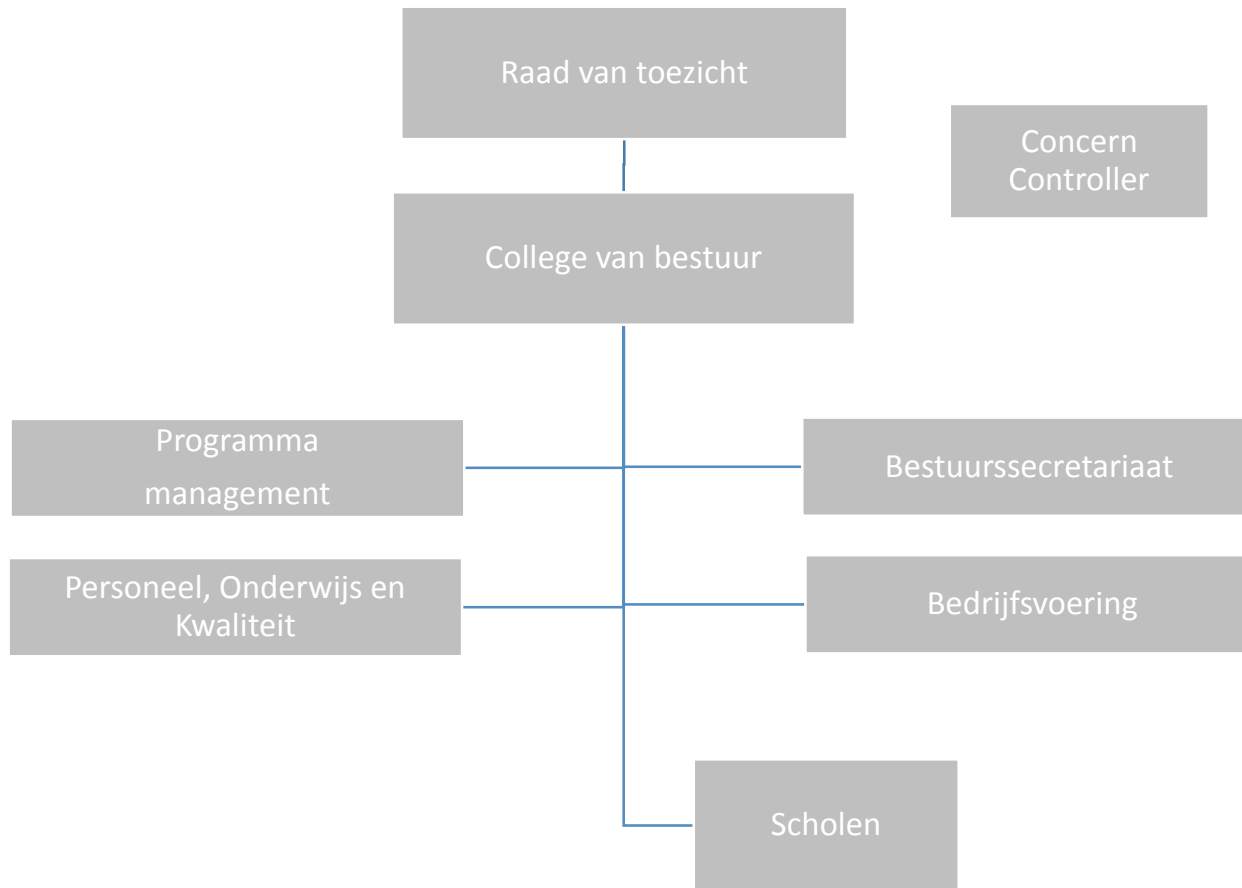 Raad van toezicht
Concern
Controller
College van bestuur
Programma
management
Bestuurssecretariaat
Personeel, Onderwijs en
Kwaliteit
Bedrijfsvoering
Scholen